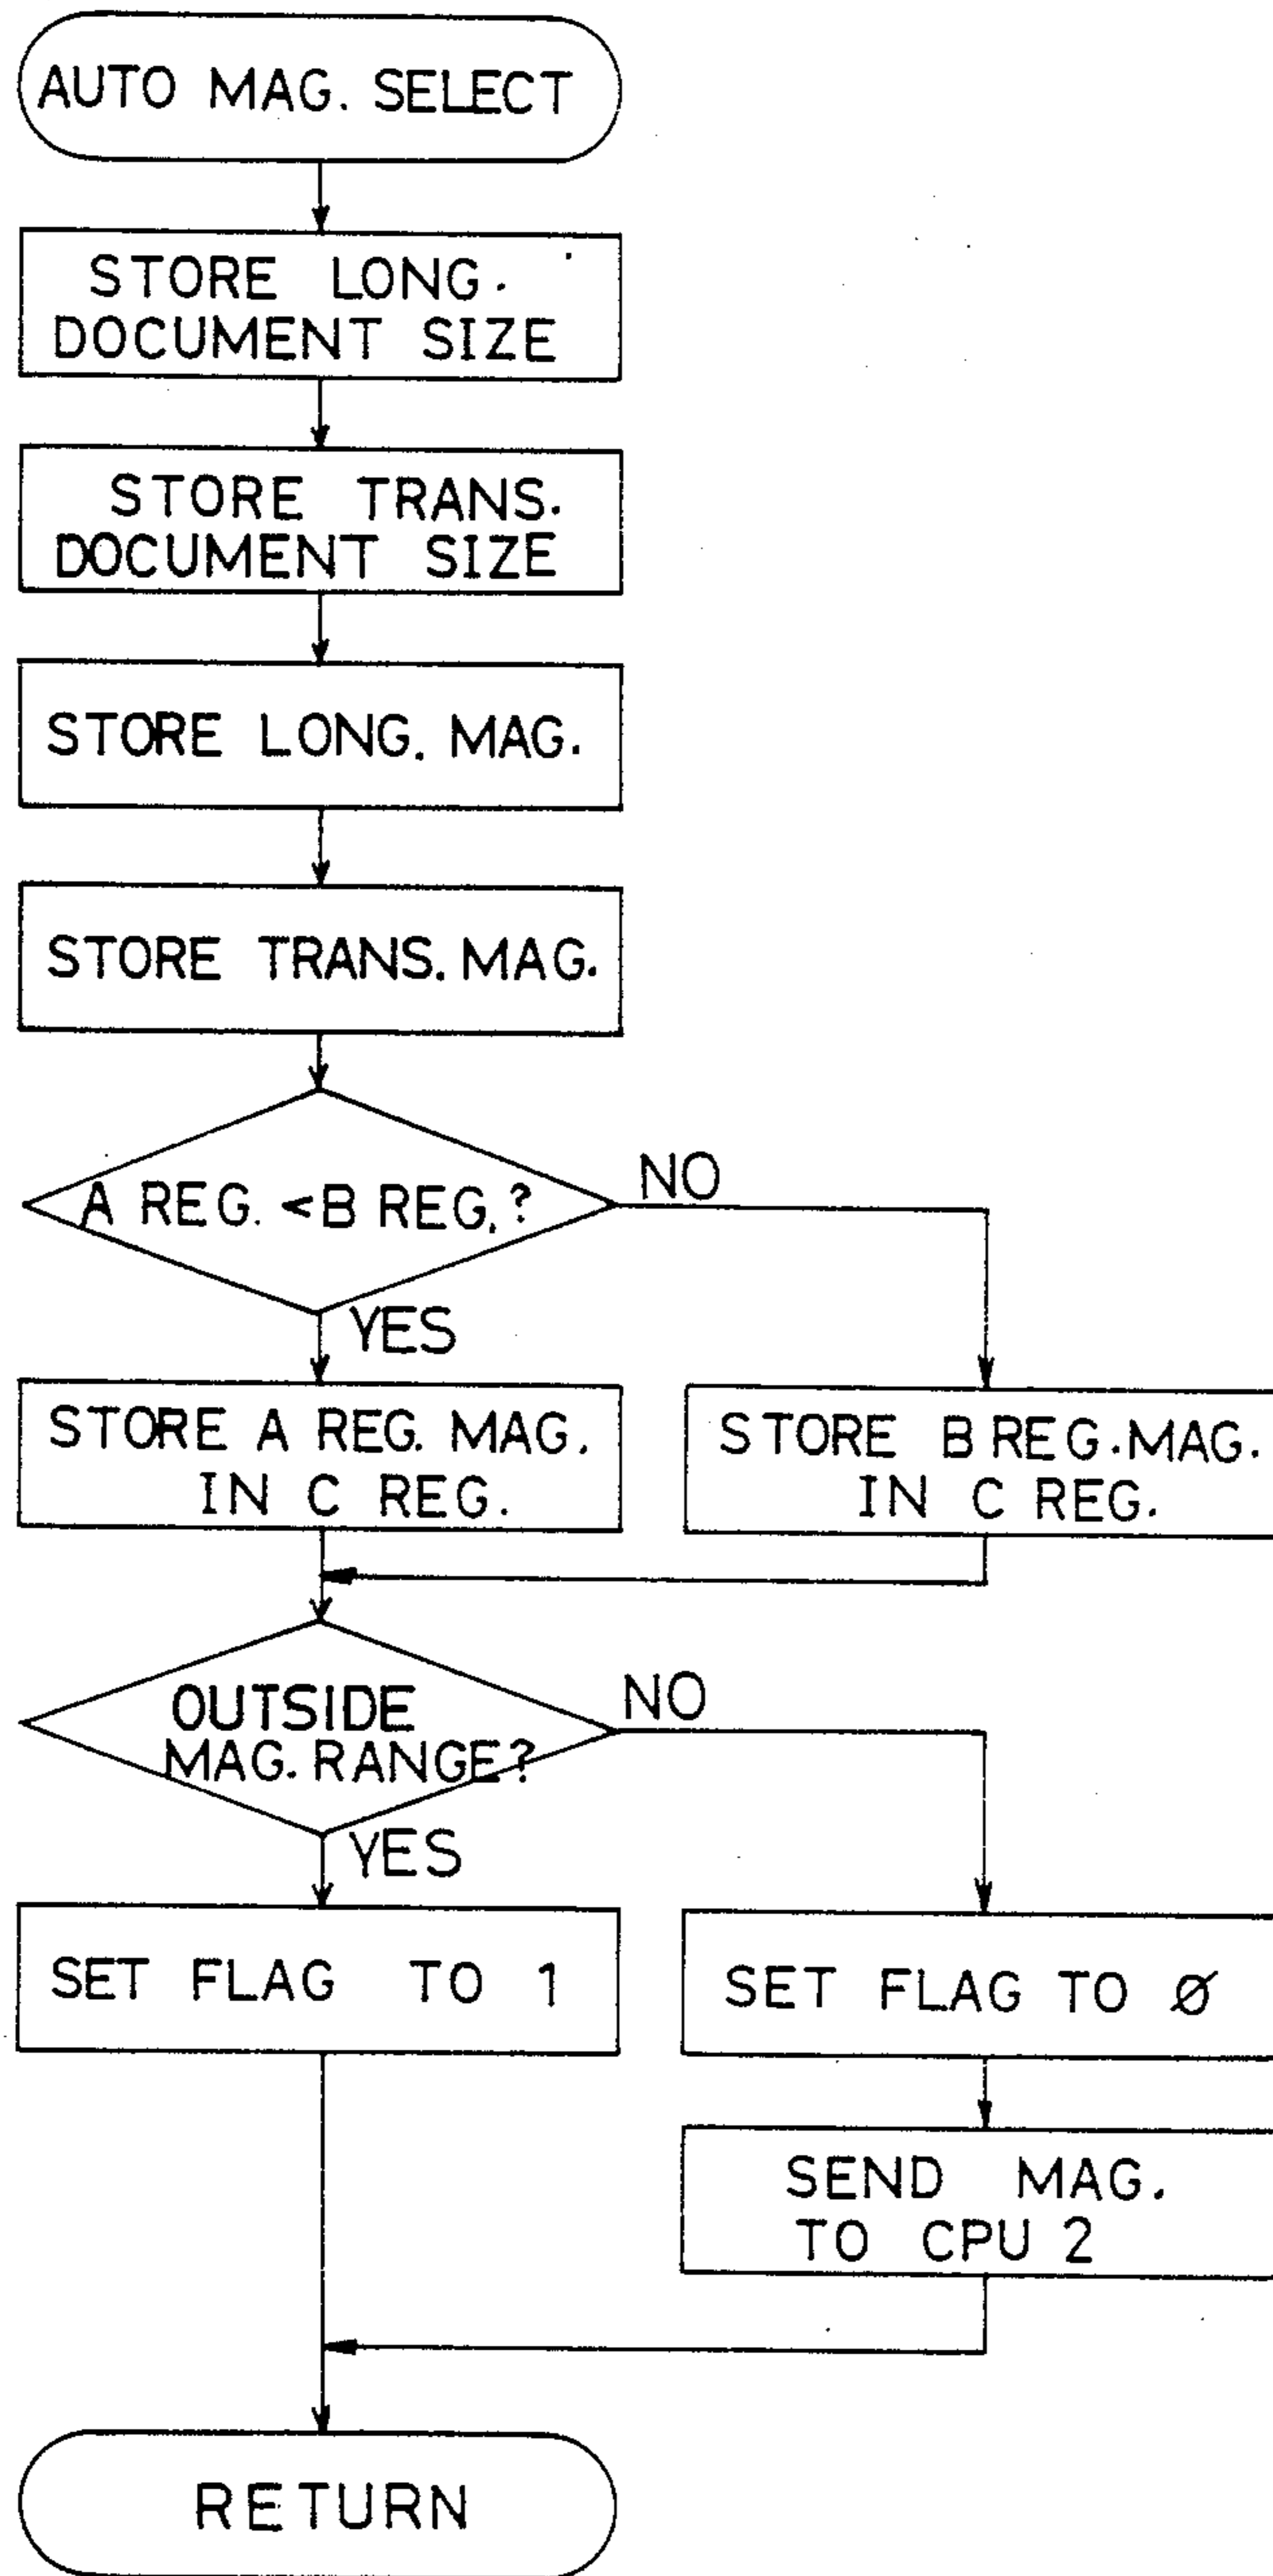 AUTO MAG. SELECT
STORE LONG.
DOCUMENT SIZE
STORE TRANS.
DOCUMENT SIZE
STORE LONG. MAG.
STORE TRANS. MAG.
A REG. <B REG. ?
NO
YES
STORE A REG. MAG.
IN C REG.
STORE B REG. MAG.
IN C REG.
OUTSIDE
MAG. RANGE?
NO
YES
SET FLAG TO 1
SET FLAG TO Ø
SEND MAG.
TO CPU 2
RETURN